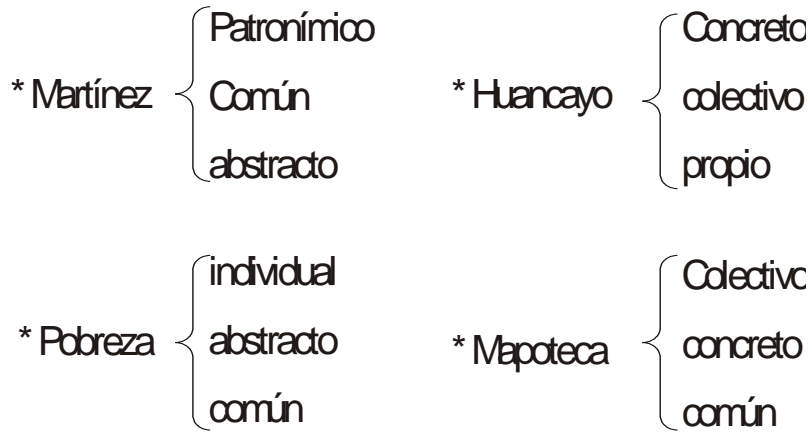 * Martínez
Patronímico
Común
abstracto
* Huancayo
Concreto
colectivo
propio
* Pobreza
individual
abstracto
común
* Mapoteca
Colectivo
concreto
común